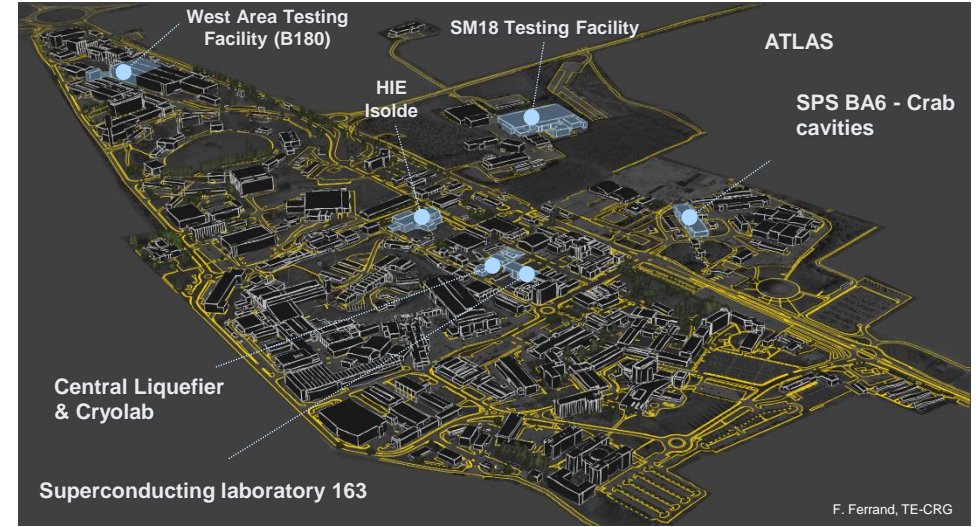 West Area Testing
Facility (B180)
SM18 Testing Facility
ATLAS
HIE
Isolde
SPS BA6 - Crab
cavities
Central Liquefier
& Cryolab
Superconducting laboratory 163
F. Ferrand, TE-CRG